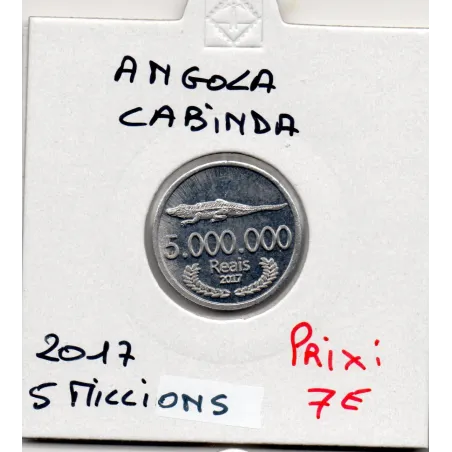 ANGOLA
CABINDA
5.000.000
Reais
2017
2017
5 MiLLiONS
PRiX:
7€